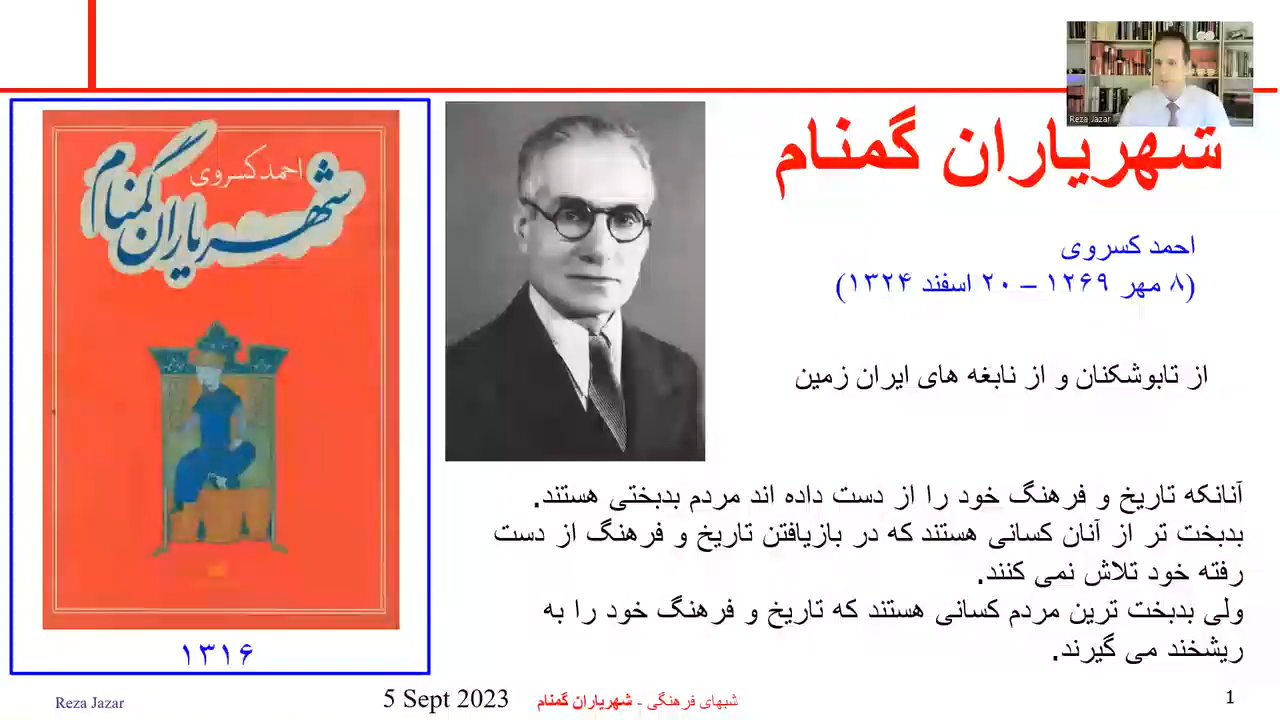 Reza Jazar
شهریاران گمنام
احمد کسروی
(۸ مهر ۱۲۶۹ – ۲۰ اسفند ۱۳۲۴)
از تابوشکنان و از نابغه های ایران زمین
احمد کسروی
شهریاران گمنام
۱۳۱۶
آنانکه تاریخ و فرهنگ خود را از دست داده اند مردم بدبختی هستند.
بدبخت تر از آنان کسانی هستند که در بازیافتن تاریخ و فرهنگ از دست
رفته خود تلاش نمی کنند.
ولی بدبخت ترین مردم کسانی هستند که تاریخ و فرهنگ خود را به
ریشخند می گیرند.
Reza Jazar
5 Sept 2023
شبهای فرهنگی - شهریاران گمنام
1